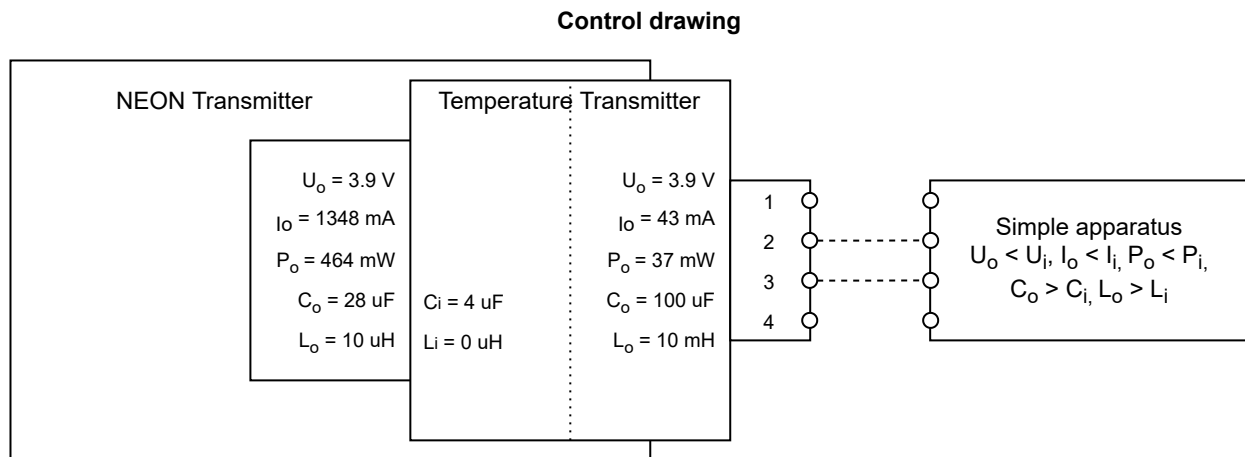 Control drawing
NEON Transmitter
Temperature Transmitter
Uo = 3.9 V
Io = 1348 mA
Po = 464 mW
Co = 28 uF
Lo = 10 uH
Ci = 4 uF
Li = 0 uH
Uo = 3.9 V
Io = 43 mA
Po = 37 mW
Co = 100 uF
Lo = 10 mH
1
2
3
4
Simple apparatus
Uo < Ui, Io < Ii, Po < Pi,
Co > Ci, Lo > Li